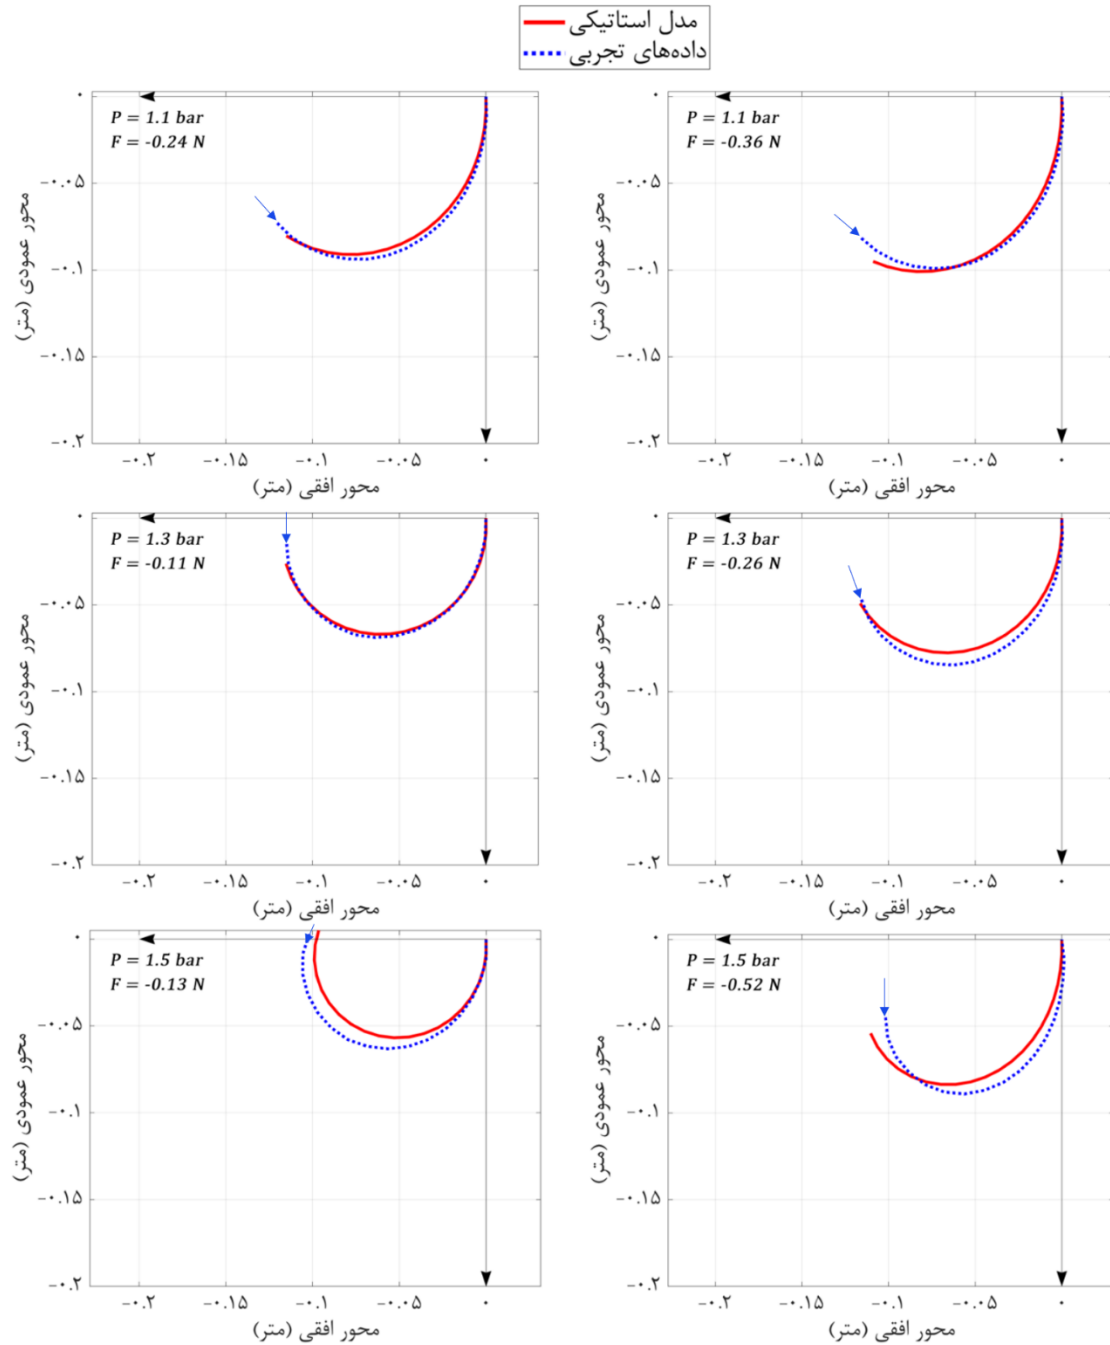 مدل استاتیکی
داده‌های تجربی
P = 1.1 bar
F = -0.24 N
۰
-۰.۰۵
-۰.۱
-۰.۱۵
-۰.۲
محور عمودی (متر)
-۰.۲
-۰.۱۵
-۰.۱
-۰.۰۵
۰
محور افقی (متر)
P = 1.1 bar
F = -0.36 N
۰
-۰.۰۵
-۰.۱
-۰.۱۵
-۰.۲
محور عمودی (متر)
-۰.۲
-۰.۱۵
-۰.۱
-۰.۰۵
۰
محور افقی (متر)
P = 1.3 bar
F = -0.11 N
۰
-۰.۰۵
-۰.۱
-۰.۱۵
-۰.۲
محور عمودی (متر)
-۰.۲
-۰.۱۵
-۰.۱
-۰.۰۵
۰
محور افقی (متر)
P = 1.3 bar
F = -0.26 N
۰
-۰.۰۵
-۰.۱
-۰.۱۵
-۰.۲
محور عمودی (متر)
-۰.۲
-۰.۱۵
-۰.۱
-۰.۰۵
۰
محور افقی (متر)
P = 1.5 bar
F = -0.13 N
۰
-۰.۰۵
-۰.۱
-۰.۱۵
-۰.۲
محور عمودی (متر)
-۰.۲
-۰.۱۵
-۰.۱
-۰.۰۵
۰
محور افقی (متر)
P = 1.5 bar
F = -0.52 N
۰
-۰.۰۵
-۰.۱
-۰.۱۵
-۰.۲
محور عمودی (متر)
-۰.۲
-۰.۱۵
-۰.۱
-۰.۰۵
۰
محور افقی (متر)